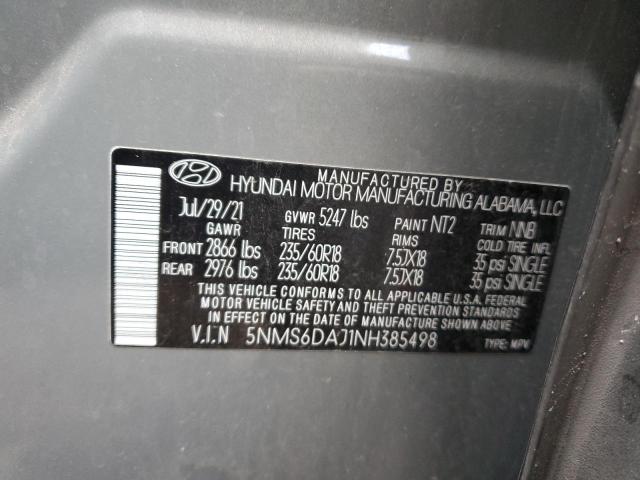 MANUFACTURED BY
HYUNDAI MOTOR MANUFACTURING ALABAMA, LLC
Jul/29/21 GVWR 5247 lbs PAINT NT2 TRIM NNB
GAWR TIRES RIMS COLD TIRE INFL
FRONT 2866 lbs 235/60R18 7.5JX18 35 psi SINGLE
REAR 2976 lbs 235/60R18 7.5JX18 35 psi SINGLE
THIS VEHICLE CONFORMS TO ALL APPLICABLE U.S.A. FEDERAL
MOTOR VEHICLE SAFETY AND THEFT PREVENTION STANDARDS
IN EFFECT ON THE DATE OF MANUFACTURE SHOWN ABOVE.
V.I.N 5NMS6DAJ1NH385498 TYPE: MPV